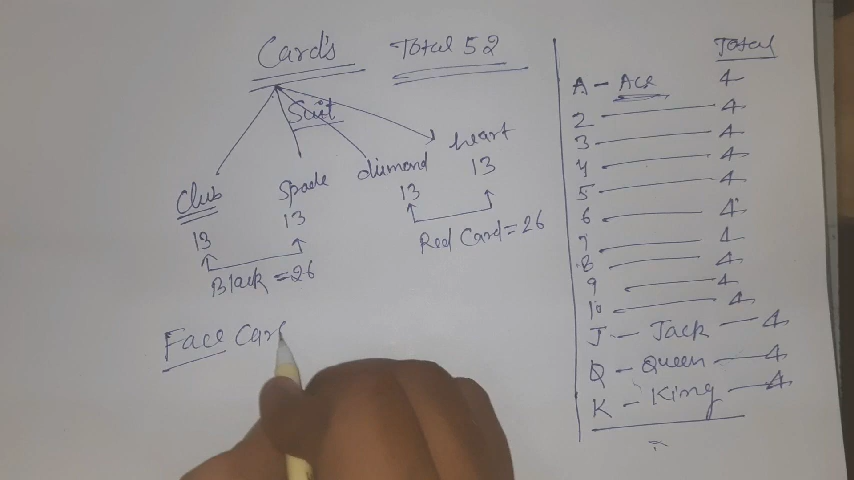 Card's Total 52
Suit
Club Spade diamond heart
13 13 13 13
Black = 26 Red Card = 26
Face Car
Total
A - Ace 4
2 4
3 4
4 4
5 4
6 4
7 4
8 4
9 4
10 4
J - Jack - 4
Q - Queen - 4
K - King - 4